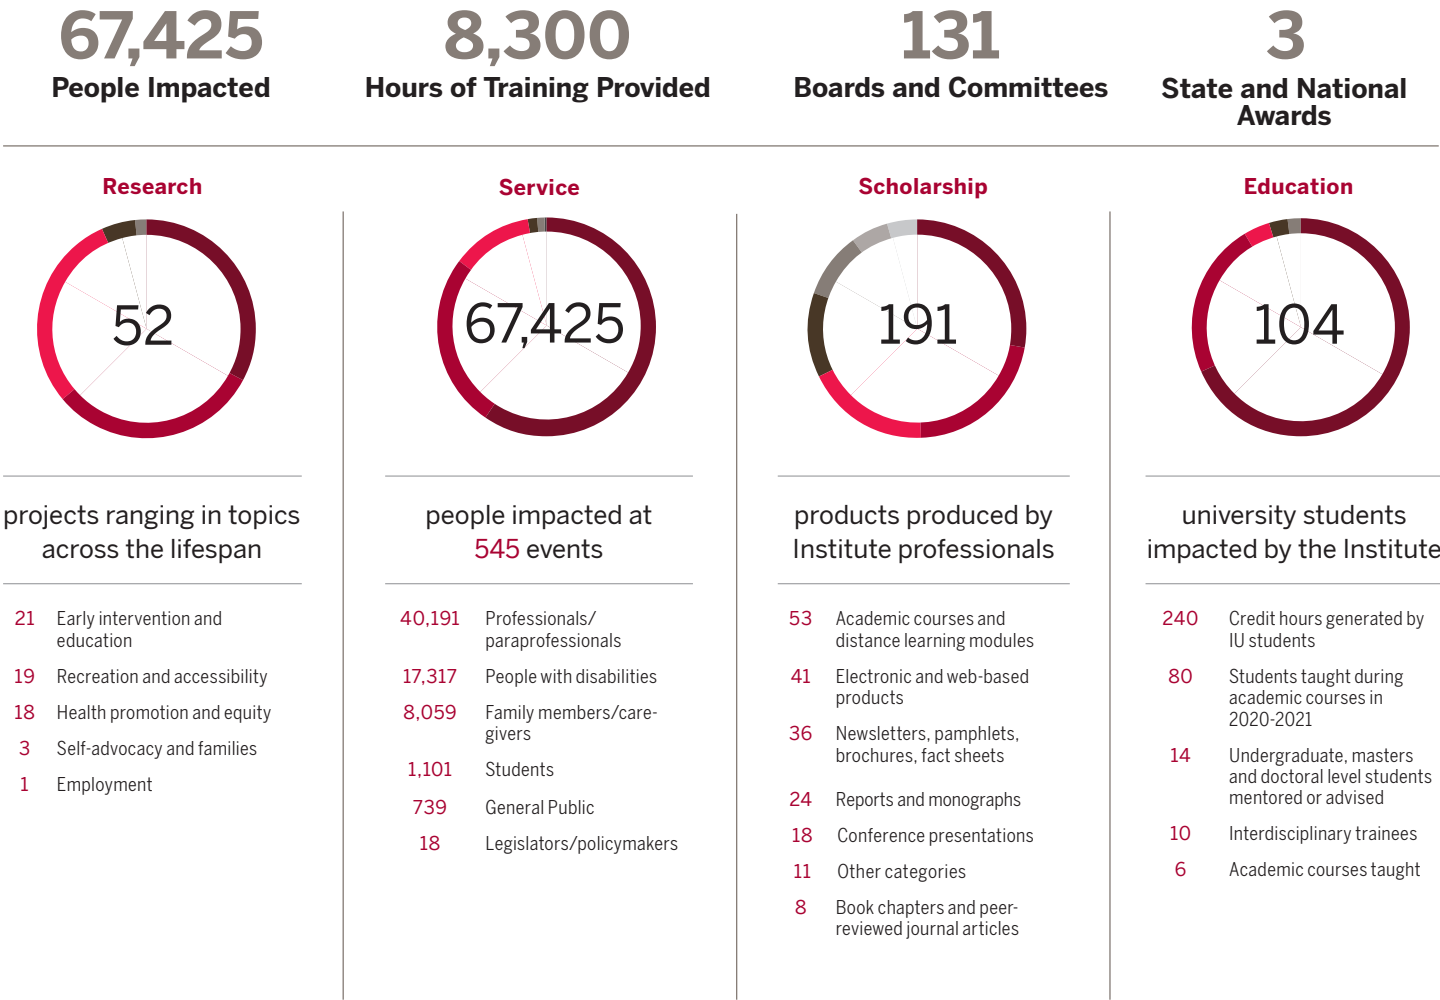 67,425
People Impacted
8,300
Hours of Training Provided
131
Boards and Committees
3
State and National
Awards
Research
52
projects ranging in topics
across the lifespan
21 Early intervention and
education
19 Recreation and accessibility
18 Health promotion and equity
3 Self-advocacy and families
1 Employment
Service
67,425
people impacted at
545 events
40,191 Professionals/
paraprofessionals
17,317 People with disabilities
8,059 Family members/care-
givers
1,101 Students
739 General Public
18 Legislators/policymakers
Scholarship
191
products produced by
Institute professionals
53 Academic courses and
distance learning modules
41 Electronic and web-based
products
36 Newsletters, pamphlets,
brochures, fact sheets
24 Reports and monographs
18 Conference presentations
11 Other categories
8 Book chapters and peer-
reviewed journal articles
Education
104
university students
impacted by the Institute
240 Credit hours generated by
IU students
80 Students taught during
academic courses in
2020-2021
14 Undergraduate, masters
and doctoral level students
mentored or advised
10 Interdisciplinary trainees
6 Academic courses taught